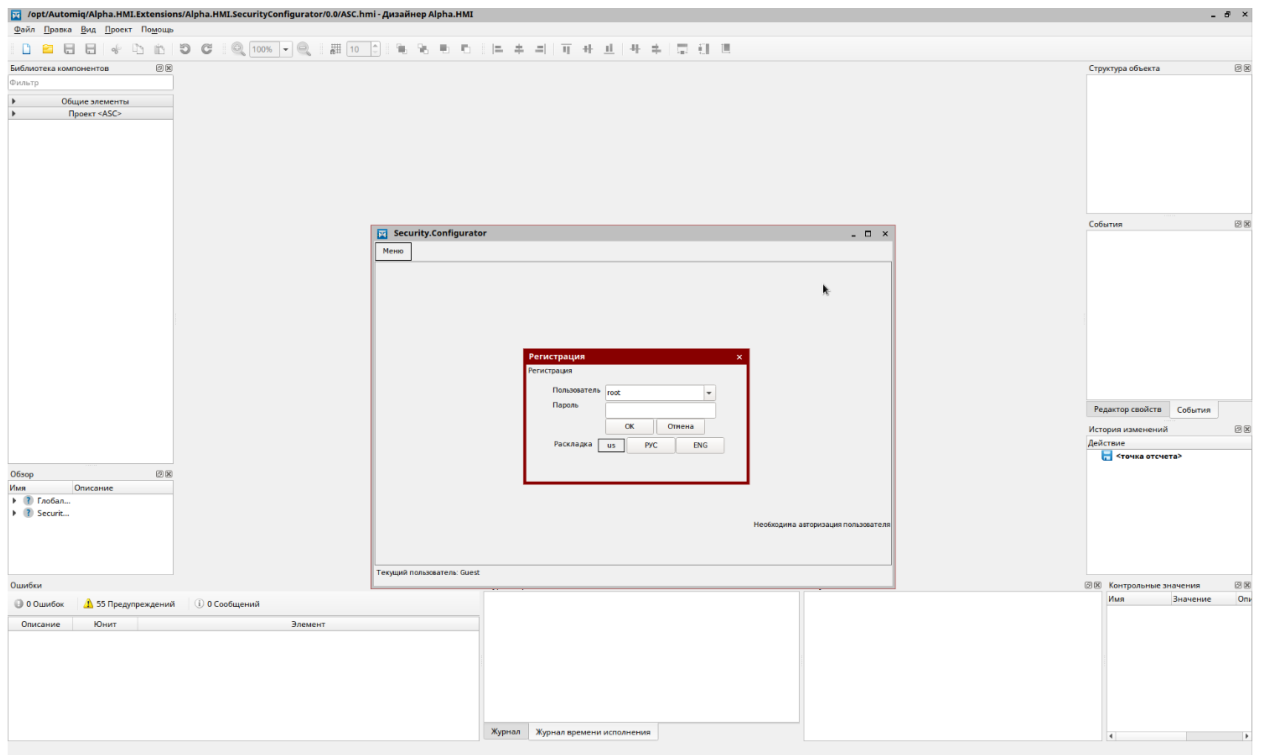 /opt/Automiq/Alpha.HMI.Extensions/Alpha.HMI.SecurityConfigurator/0.0/ASC.hmi - Дизайнер Alpha.HMI
Файл Правка Вид Проект Помощь
100% 10
Библиотека компонентов
Структура объекта
Фильтр
Общие элементы
Проект <ASC>
События
Security.Configurator
Меню
Регистрация
Регистрация
Пользователь root
Пароль
OK Отмена
Раскладка us РУС ENG
Необходима авторизация пользователя
Текущий пользователь: Guest
Редактор свойств События
История изменений
Действие
<точка отсчета>
Обзор
Имя Описание
Глобал...
Securit...
Ошибки
Контрольные значения
0 Ошибок 55 Предупреждений 0 Сообщений
Имя Значение Опи
Описание Юнит Элемент
Журнал Журнал времени исполнения